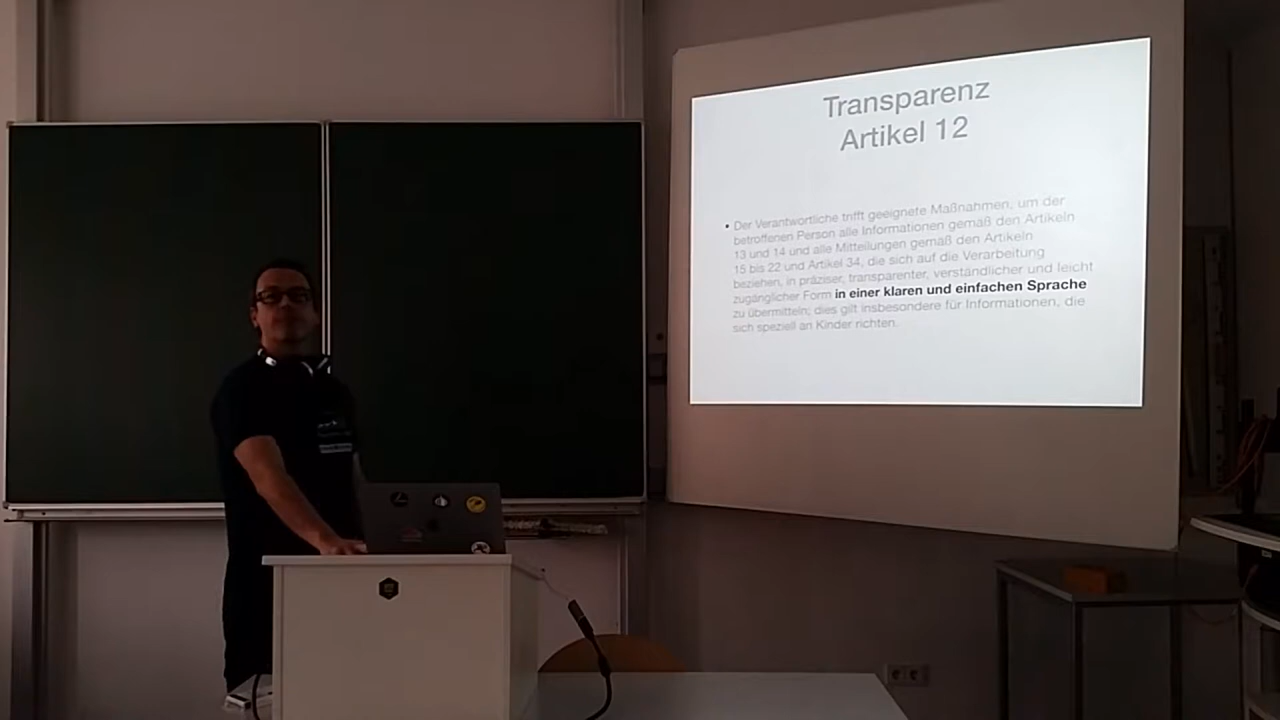 Transparenz
Artikel 12
• Der Verantwortliche trifft geeignete Maßnahmen, um der
betroffenen Person alle Informationen gemäß den Artikeln
13 und 14 und alle Mitteilungen gemäß den Artikeln
15 bis 22 und Artikel 34, die sich auf die Verarbeitung
beziehen, in präziser, transparenter, verständlicher und leicht
zugänglicher Form in einer klaren und einfachen Sprache
zu übermitteln; dies gilt insbesondere für Informationen, die
sich speziell an Kinder richten.